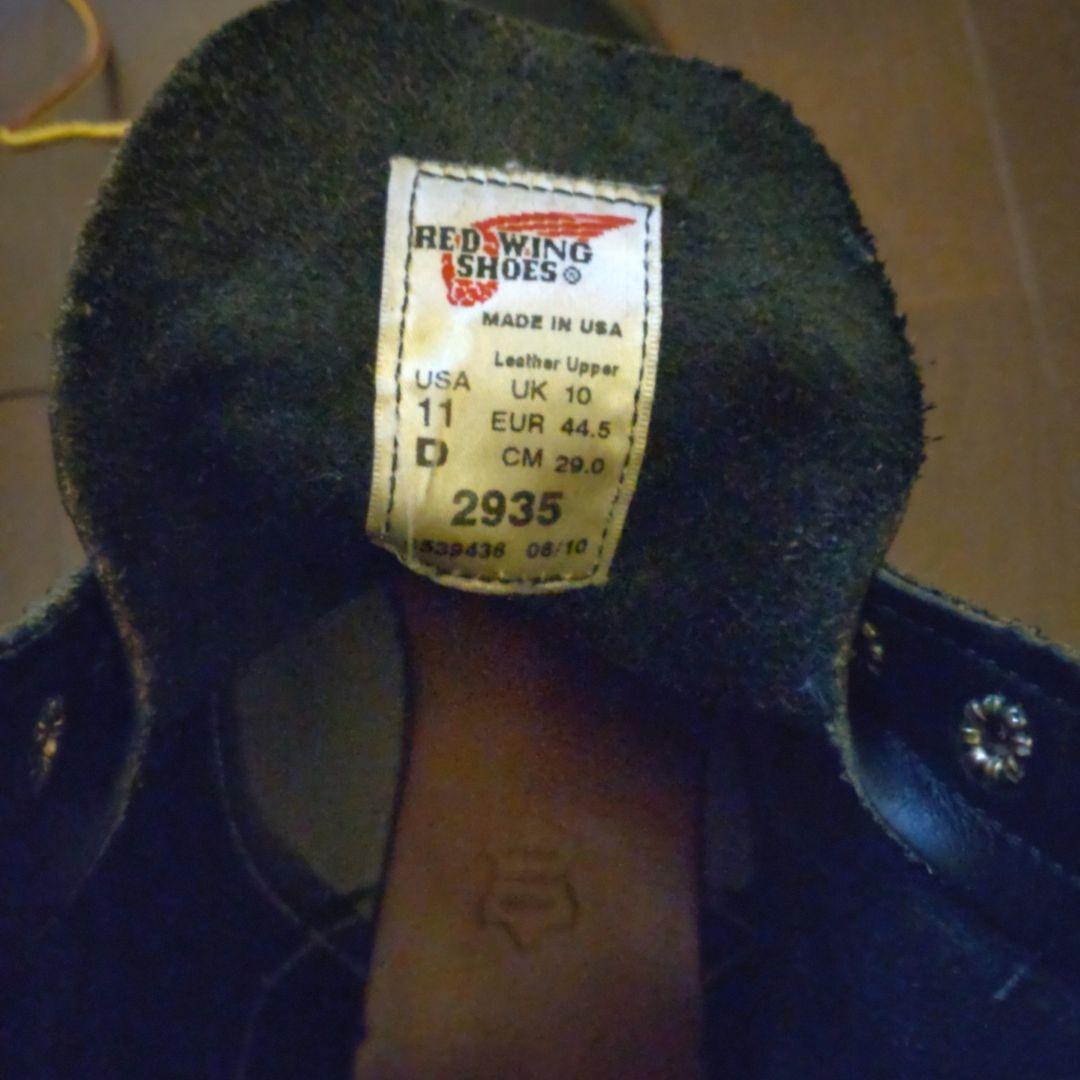 RED WING
SHOES®
MADE IN USA
Leather Upper
USA UK 10
11 EUR 44.5
D CM 29.0
2935
539436 08/10